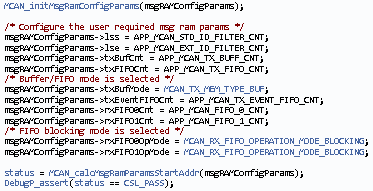 MCAN_initMsgRamConfigParams(msgRAMConfigParams);
/* Configure the user required msg ram params */
msgRAMConfigParams->lss = APP_MCAN_STD_ID_FILTER_CNT;
msgRAMConfigParams->lse = APP_MCAN_EXT_ID_FILTER_CNT;
msgRAMConfigParams->txBufCnt = APP_MCAN_TX_BUFF_CNT;
msgRAMConfigParams->txFIFOCnt = APP_MCAN_TX_FIFO_CNT;
/* Buffer/FIFO mode is selected */
msgRAMConfigParams->txBufMode = MCAN_TX_MEM_TYPE_BUF;
msgRAMConfigParams->txEventFIFOCnt = APP_MCAN_TX_EVENT_FIFO_CNT;
msgRAMConfigParams->rxFIFO0Cnt = APP_MCAN_FIFO_0_CNT;
msgRAMConfigParams->rxFIFO1Cnt = APP_MCAN_FIFO_1_CNT;
/* FIFO blocking mode is selected */
msgRAMConfigParams->rxFIFO0OpMode = MCAN_RX_FIFO_OPERATION_MODE_BLOCKING;
msgRAMConfigParams->rxFIFO1OpMode = MCAN_RX_FIFO_OPERATION_MODE_BLOCKING;
status = MCAN_calcMsgRamParamsStartAddr(msgRAMConfigParams);
DebugP_assert(status == CSL_PASS);